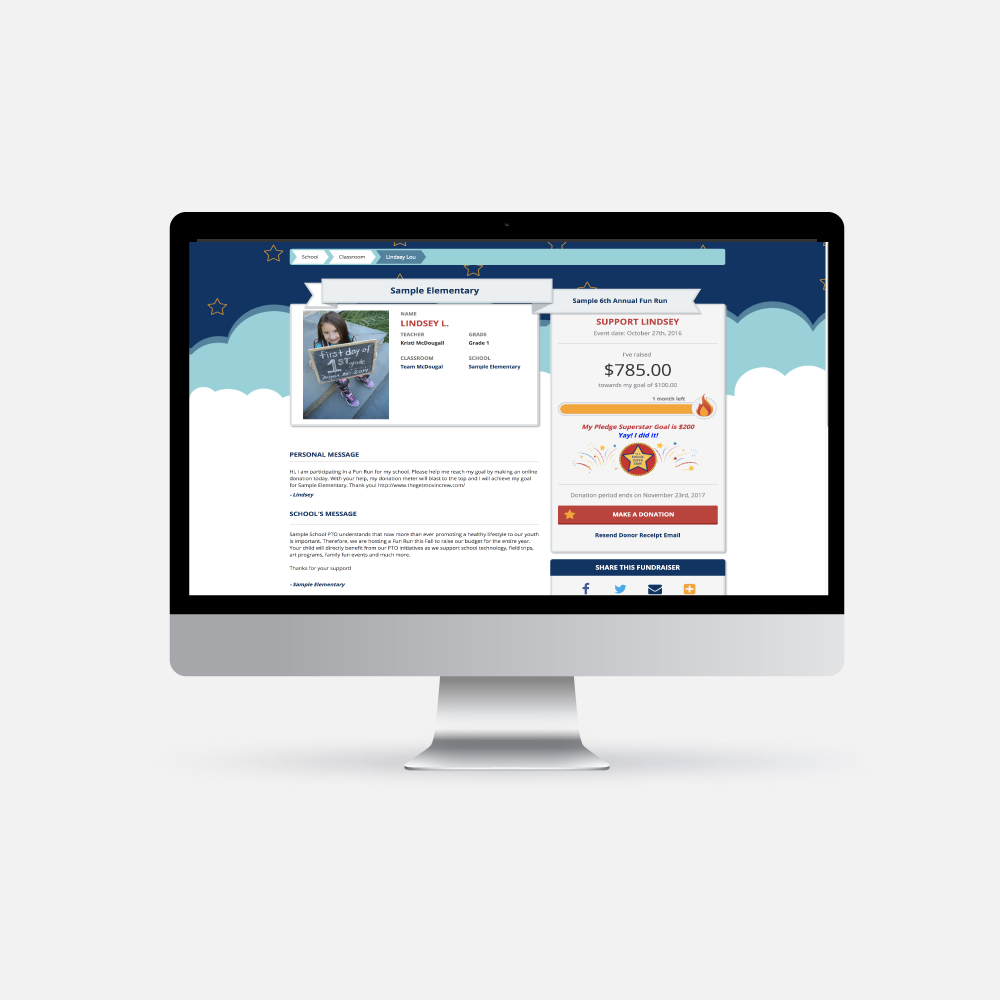 School
Classroom
Lindsey Lou
Sample Elementary
NAME
LINDSEY L.
TEACHER
GRADE
Kristi McDougall
Grade 1
CLASSROOM
SCHOOL
Team McDougal
Sample Elementary
first day of
1ST grade
PERSONAL MESSAGE
Hi, I am participating in a Fun Run for my school. Please help me reach my goal by making an online
donation today. With your help, my donation meter will blast to the top and I will achieve my goal
for Sample Elementary. Thank you! http://www.thegetmovincrew.com/
- Lindsey
SCHOOL'S MESSAGE
Sample School PTO understands that now more than ever promoting a healthy lifestyle to our youth
is important. Therefore, we are hosting a Fun Run this Fall to raise our budget for the entire year.
Your child will directly benefit from our PTO initiatives as we support school technology, field trips,
art programs, family fun events and much more.
Thanks for your support!
- Sample Elementary
Sample 6th Annual Fun Run
SUPPORT LINDSEY
Event date: October 27th, 2016
I've raised
$785.00
towards my goal of $100.00
1 month left
My Pledge Superstar Goal is $200
Yay! I did it!
PLEDGE
SUPER
STAR
Donation period ends on November 23rd, 2017
MAKE A DONATION
Resend Donor Receipt Email
SHARE THIS FUNDRAISER